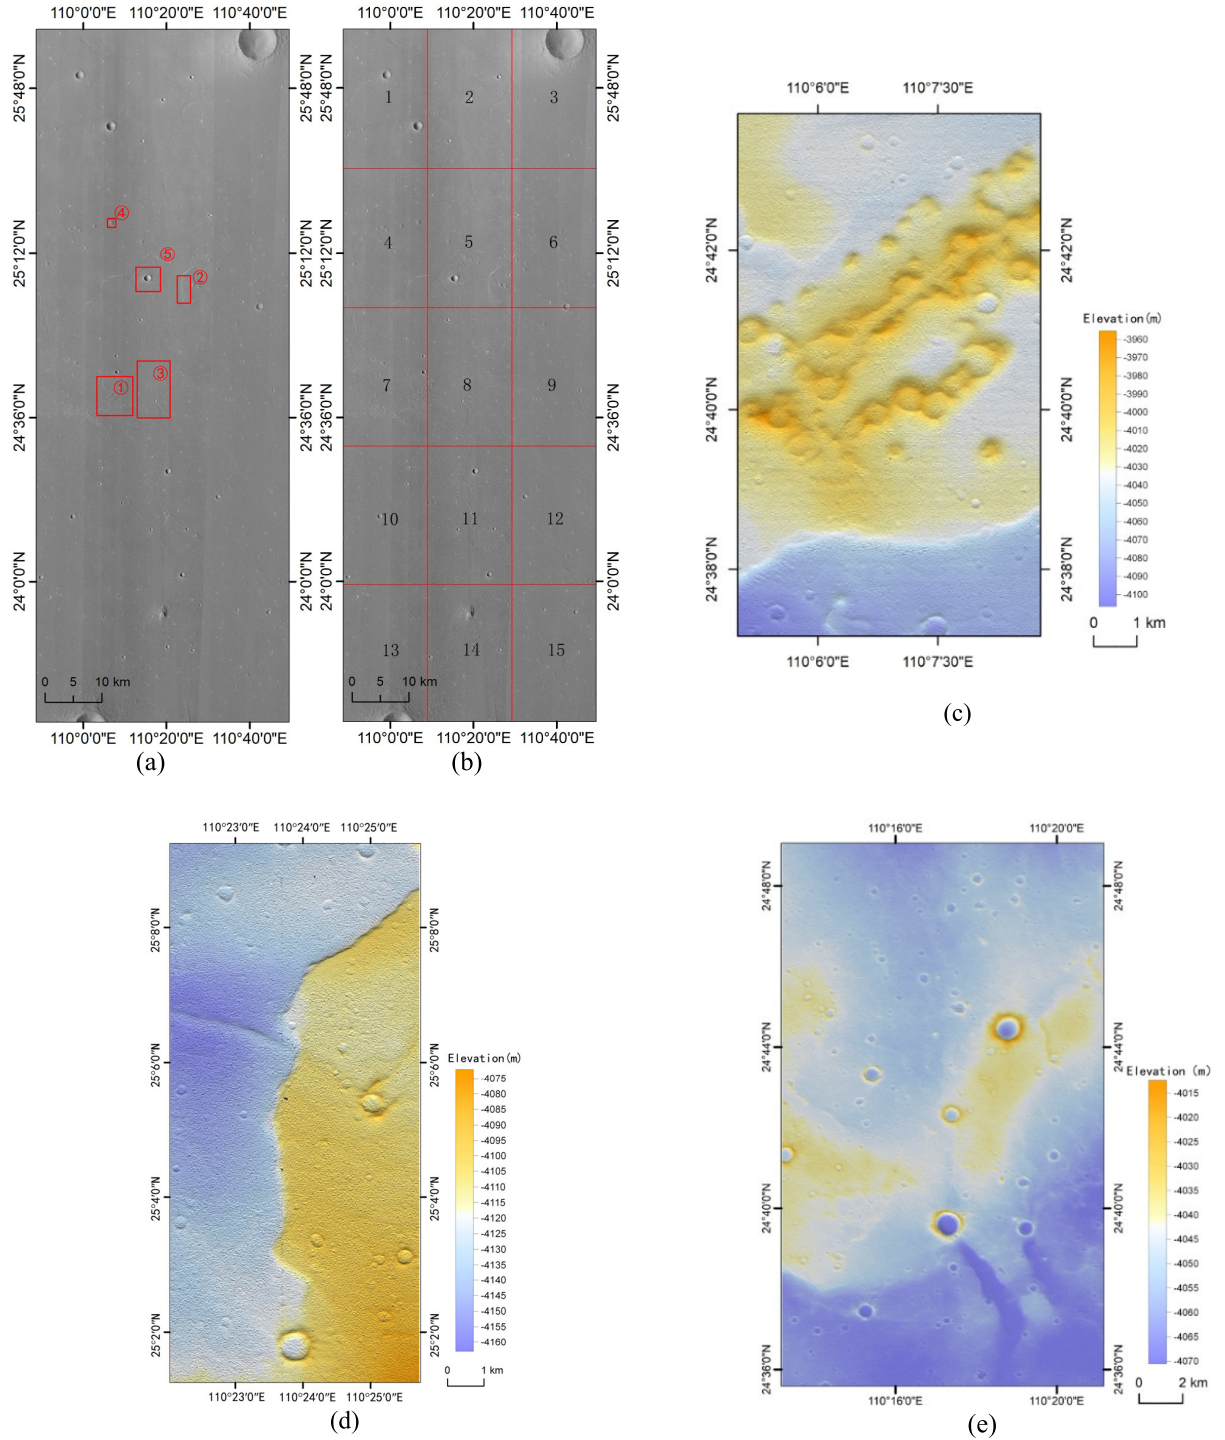 110°0'0"E 110°20'0"E 110°40'0"E
110°0'0"E 110°20'0"E 110°40'0"E
25°48'0"N
25°12'0"N
24°36'0"N
24°0'0"N
25°48'0"N
25°12'0"N
24°36'0"N
24°0'0"N
④
⑤
②
①
③
0 5 10 km
110°0'0"E 110°20'0"E 110°40'0"E
(a)
25°48'0"N
25°12'0"N
24°36'0"N
24°0'0"N
25°48'0"N
25°12'0"N
24°36'0"N
24°0'0"N
1 2 3
4 5 6
7 8 9
10 11 12
13 14 15
0 5 10 km
110°0'0"E 110°20'0"E 110°40'0"E
(b)
110°6'0"E 110°7'30"E
24°42'0"N
24°40'0"N
24°38'0"N
24°42'0"N
24°40'0"N
24°38'0"N
110°6'0"E 110°7'30"E
Elevation(m)
-3960
-3970
-3980
-3990
-4000
-4010
-4020
-4030
-4040
-4050
-4060
-4070
-4080
-4090
-4100
0 1 km
(c)
110°23'0"E 110°24'0"E 110°25'0"E
25°8'0"N
25°6'0"N
25°4'0"N
25°2'0"N
25°8'0"N
25°6'0"N
25°4'0"N
25°2'0"N
110°23'0"E 110°24'0"E 110°25'0"E
Elevation(m)
-4075
-4080
-4085
-4090
-4095
-4100
-4105
-4110
-4115
-4120
-4125
-4130
-4135
-4140
-4145
-4150
-4155
-4160
0 1 km
(d)
110°16'0"E 110°20'0"E
24°48'0"N
24°44'0"N
24°40'0"N
24°36'0"N
24°48'0"N
24°44'0"N
24°40'0"N
24°36'0"N
110°16'0"E 110°20'0"E
Elevation (m)
-4015
-4020
-4025
-4030
-4035
-4040
-4045
-4050
-4055
-4060
-4065
-4070
0 2 km
(e)